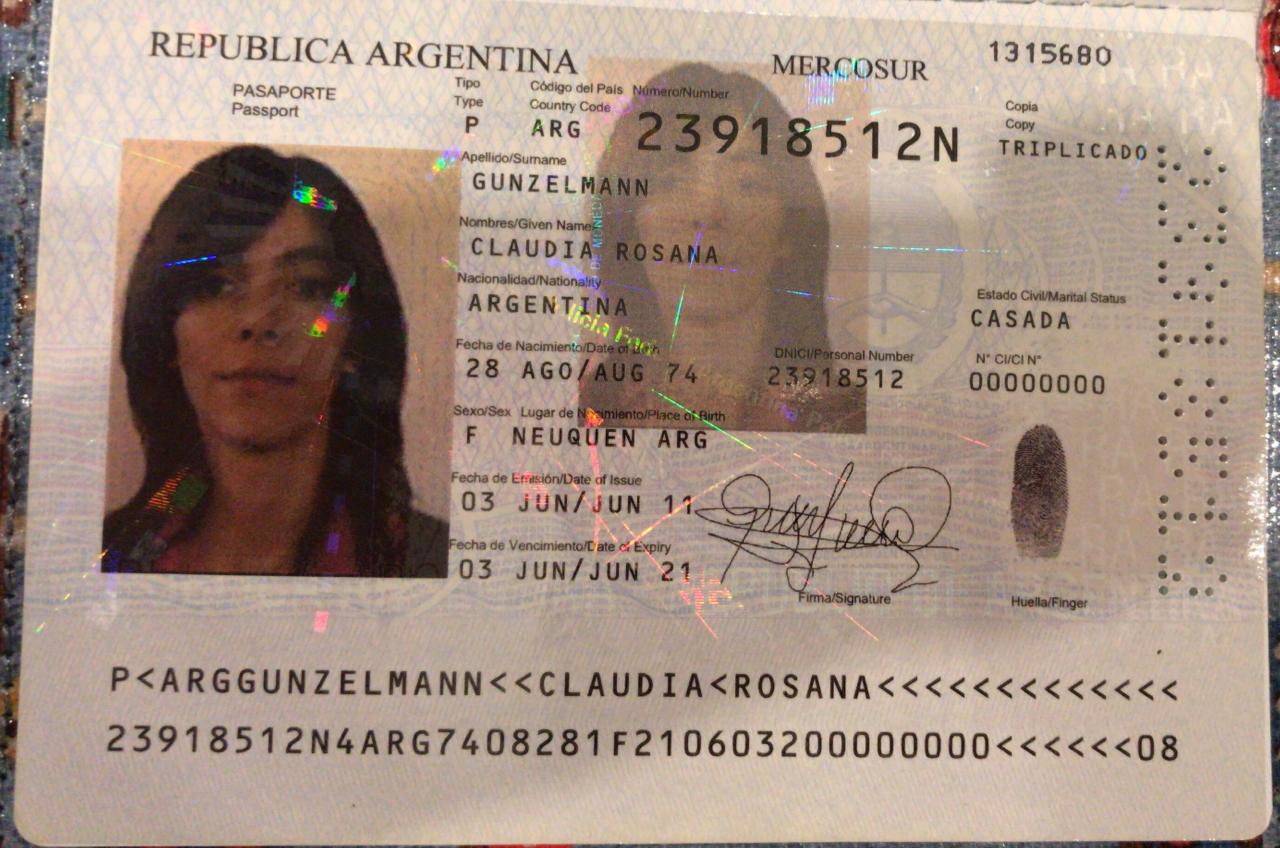 REPUBLICA ARGENTINA
MERCOSUR
1315680
PASAPORTE
Passport
Tipo
Type
P
Código del País
Country Code
ARG
Número/Number
23918512N
Copia
Copy
TRIPLICADO
Apellido/Surname
GUNZELMANN
Nombres/Given Name
CLAUDIA ROSANA
Nacionalidad/Nationality
ARGENTINA
Estado Civil/Marital Status
CASADA
Fecha de Nacimiento/Date of Birth
28 AGO/AUG 74
DNICI/Personal Number
23918512
N° CI/CI N°
00000000
Sexo/Sex Lugar de Nacimiento/Place of Birth
F NEUQUEN ARG
Fecha de Emisión/Date of Issue
03 JUN/JUN 11
Fecha de Vencimiento/Date of Expiry
03 JUN/JUN 21
Firma/Signature
Huella/Finger
P<ARGGUNZELMANN<<CLAUDIA<ROSANA<<<<<<<<<<<<<
23918512N4ARG7408281F210603200000000<<<<<<08